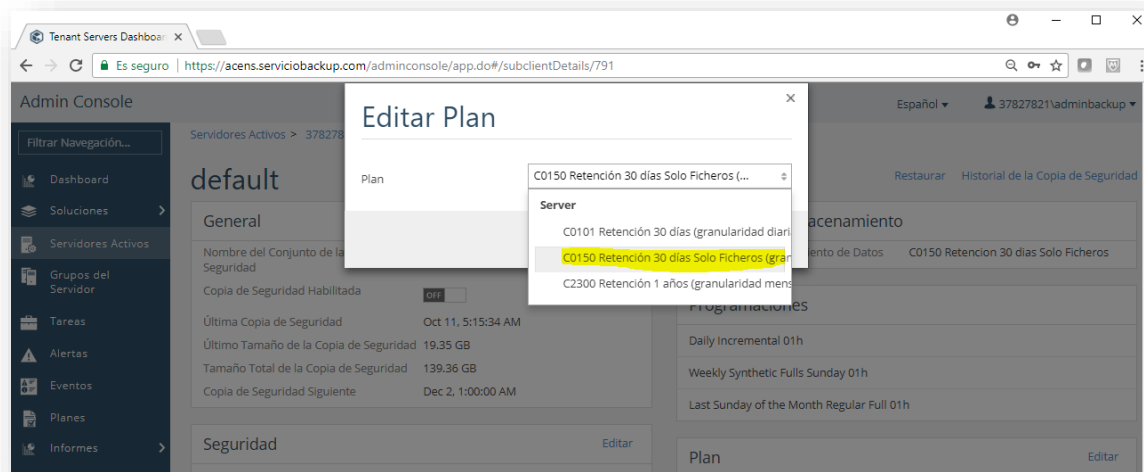 Tenant Servers Dashboar
Es seguro | https://acens.serviciobackup.com/adminconsole/app.do#/subclientDetails/791
Admin Console
Español
37827821\adminbackup
Filtrar Navegación...
Dashboard
Soluciones
Servidores Activos
Grupos del
Servidor
Tareas
Alertas
Eventos
Planes
Informes
Servidores Activos > 378278
default
Restaurar Historial de la Copia de Seguridad
General
Nombre del Conjunto de la
Seguridad
Copia de Seguridad Habilitada OFF
Última Copia de Seguridad Oct 11, 5:15:34 AM
Último Tamaño de la Copia de Seguridad 19.35 GB
Tamaño Total de la Copia de Seguridad 139.36 GB
Copia de Seguridad Siguiente Dec 2, 1:00:00 AM
Seguridad Editar
Editar Plan
Plan C0150 Retención 30 días Solo Ficheros (...
Server
C0101 Retención 30 días (granularidad diari
C0150 Retención 30 días Solo Ficheros (gran
C2300 Retención 1 años (granularidad mens
acenamiento
iento de Datos C0150 Retencion 30 dias Solo Ficheros
Programaciones
Daily Incremental 01h
Weekly Synthetic Fulls Sunday 01h
Last Sunday of the Month Regular Full 01h
Plan Editar